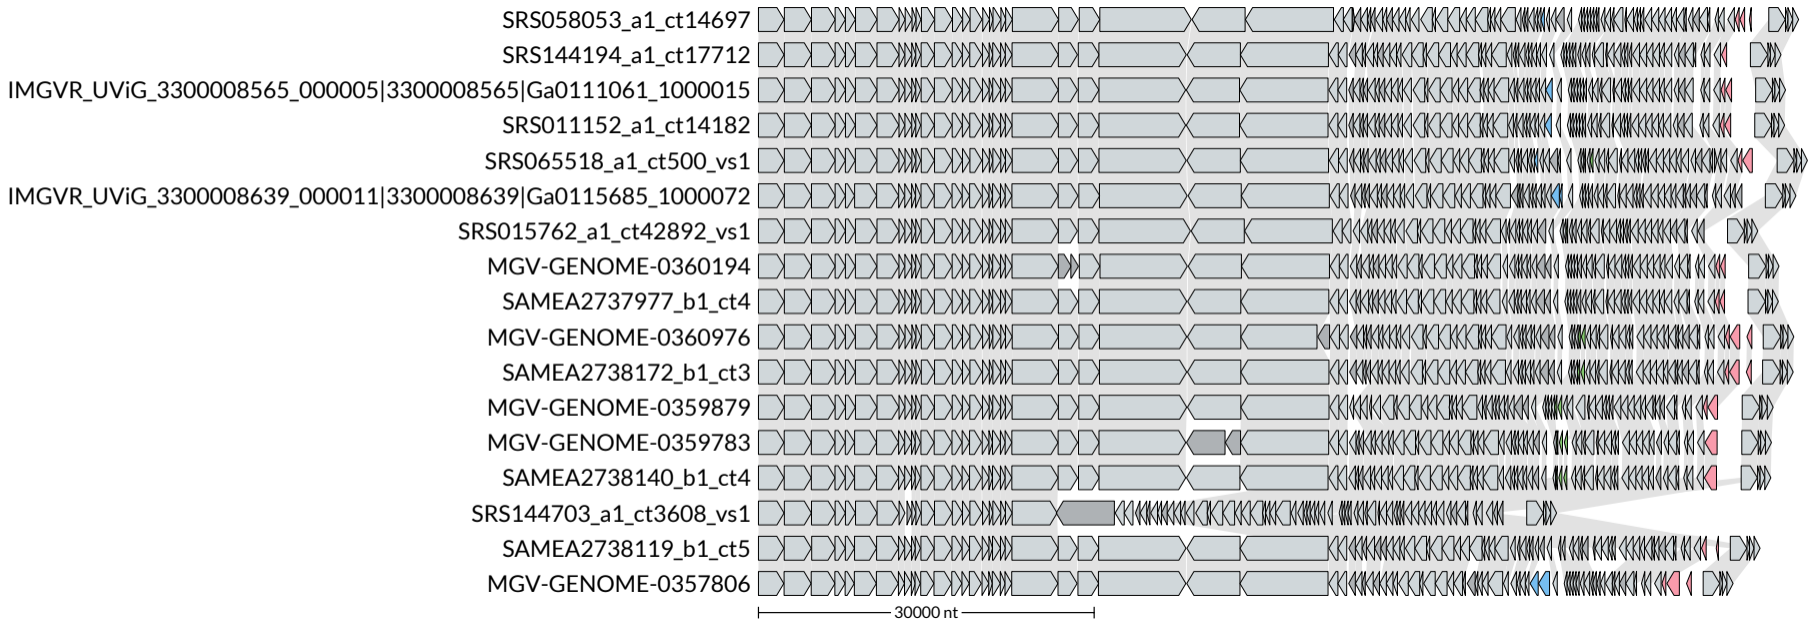 SRS058053_a1_ct14697
SRS144194_a1_ct17712
IMGVR_UViG_3300008565_000005|3300008565|Ga0111061_1000015
SRS011152_a1_ct14182
SRS065518_a1_ct500_vs1
IMGVR_UViG_3300008639_000011|3300008639|Ga0115685_1000072
SRS015762_a1_ct42892_vs1
MGV-GENOME-0360194
SAMEA2737977_b1_ct4
MGV-GENOME-0360976
SAMEA2738172_b1_ct3
MGV-GENOME-0359879
MGV-GENOME-0359783
SAMEA2738140_b1_ct4
SRS144703_a1_ct3608_vs1
SAMEA2738119_b1_ct5
MGV-GENOME-0357806
30000 nt